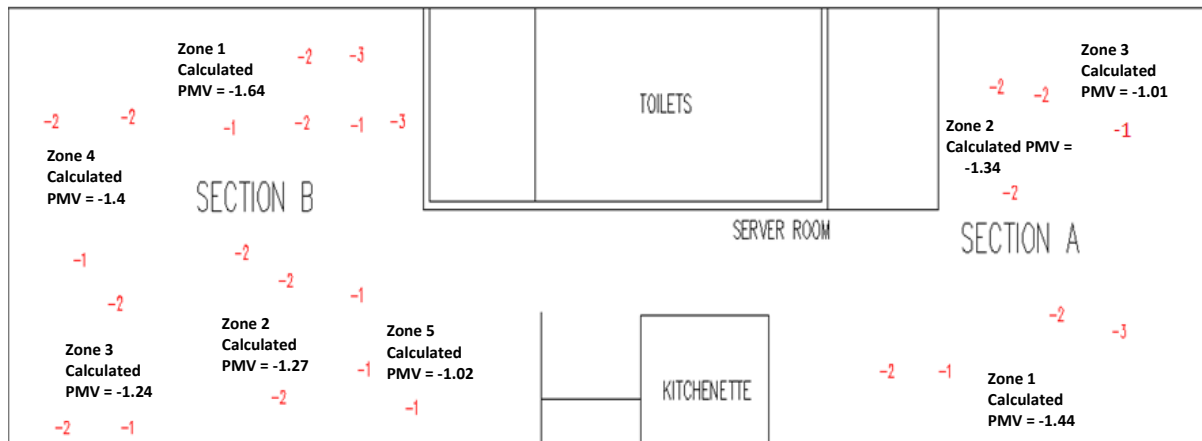 Zone 1
Calculated
PMV = -1.64
-2
-3
-2
-2
-1
-2
-1
-3
Zone 4
Calculated
PMV = -1.4
SECTION B
-1
-2
-2
-2
-1
Zone 3
Calculated
PMV = -1.24
-2
-1
Zone 2
Calculated
PMV = -1.27
-2
Zone 5
Calculated
PMV = -1.02
-1
-1
TOILETS
SERVER ROOM
KITCHENETTE
Zone 3
Calculated
PMV = -1.01
-2
-2
-1
Zone 2
Calculated PMV =
-1.34
-2
SECTION A
-2
-3
-2
-1
Zone 1
Calculated
PMV = -1.44